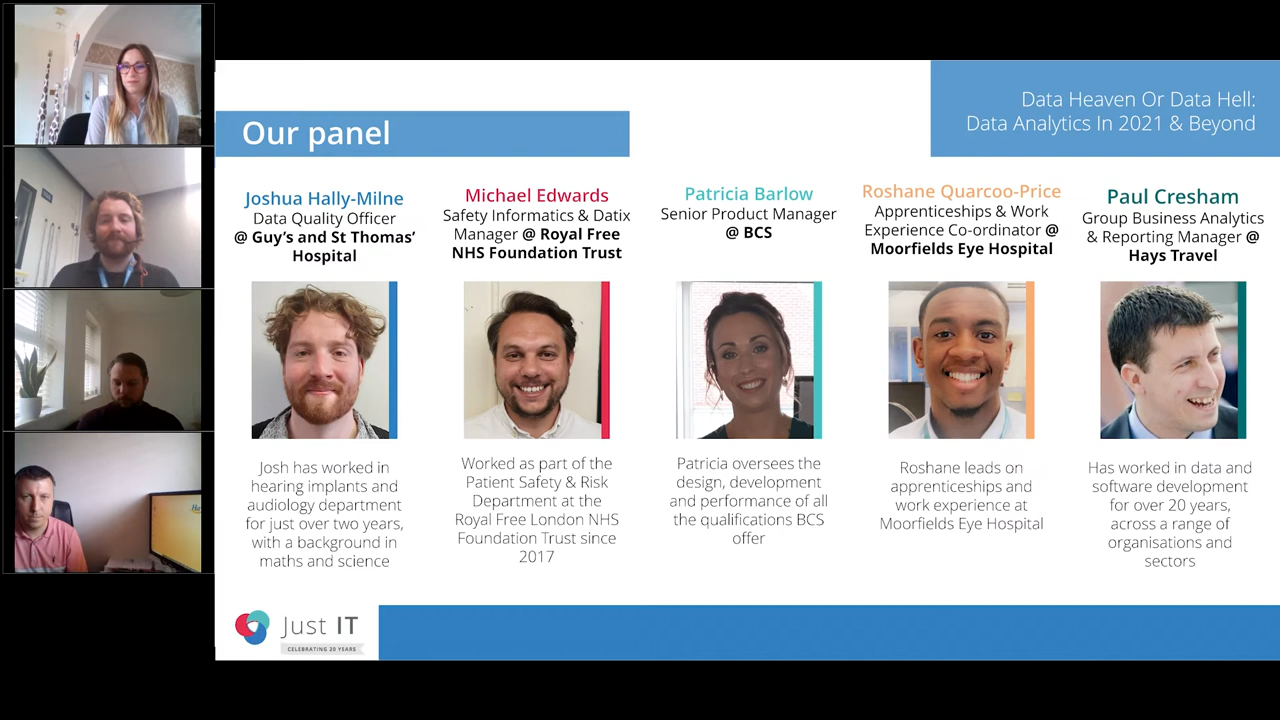 Data Heaven Or Data Hell:
Data Analytics In 2021 & Beyond
Our panel
Joshua Hally-Milne
Data Quality Officer
@ Guy's and St Thomas'
Hospital
Josh has worked in
hearing implants and
audiology department
for just over two years,
with a background in
maths and science
Michael Edwards
Safety Informatics & Datix
Manager @ Royal Free
NHS Foundation Trust
Worked as part of the
Patient Safety & Risk
Department at the
Royal Free London NHS
Foundation Trust since
2017
Patricia Barlow
Senior Product Manager
@ BCS
Patricia oversees the
design, development
and performance of all
the qualifications BCS
offer
Roshane Quarcoo-Price
Apprenticeships & Work
Experience Co-ordinator @
Moorfields Eye Hospital
Roshane leads on
apprenticeships and
work experience at
Moorfields Eye Hospital
Paul Cresham
Group Business Analytics
& Reporting Manager @
Hays Travel
Has worked in data and
software development
for over 20 years,
across a range of
organisations and
sectors
Just IT
CELEBRATING 20 YEARS